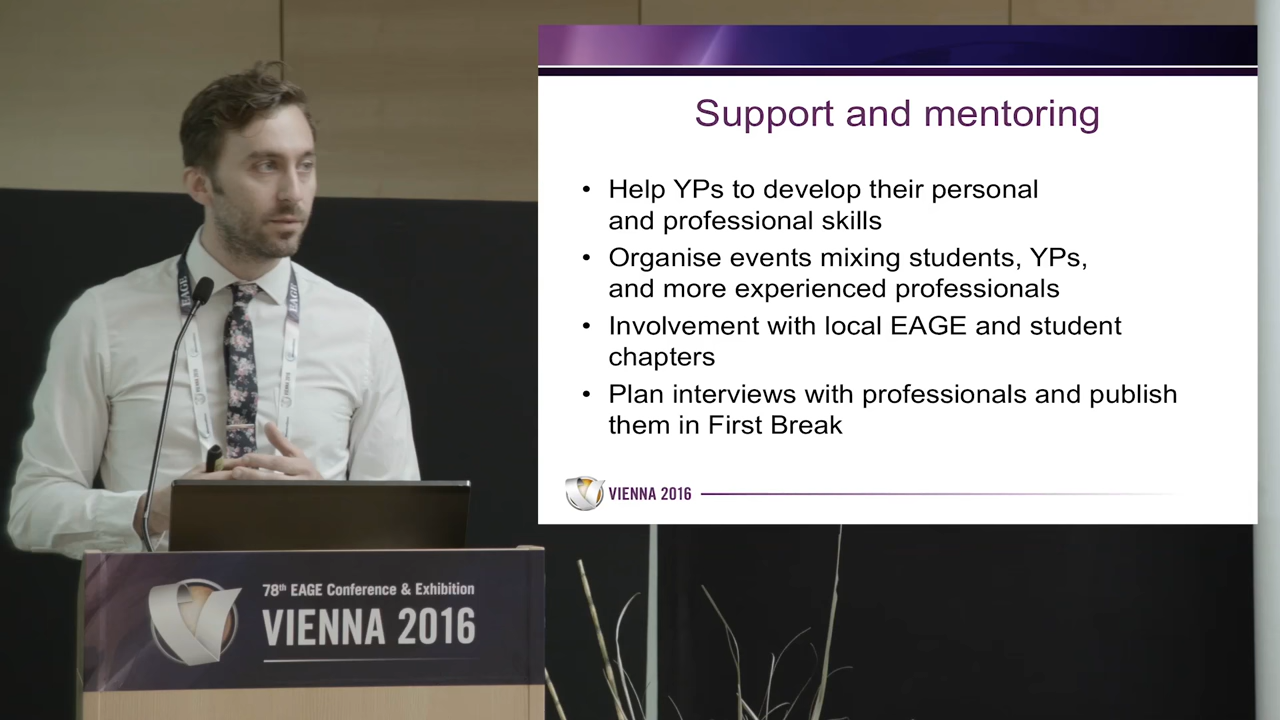 Support and mentoring
• Help YPs to develop their personal
and professional skills
• Organise events mixing students, YPs,
and more experienced professionals
• Involvement with local EAGE and student
chapters
• Plan interviews with professionals and publish
them in First Break
VIENNA 2016
EAGE
EAGE
78th EAGE Conference & Exhibition
VIENNA 2016